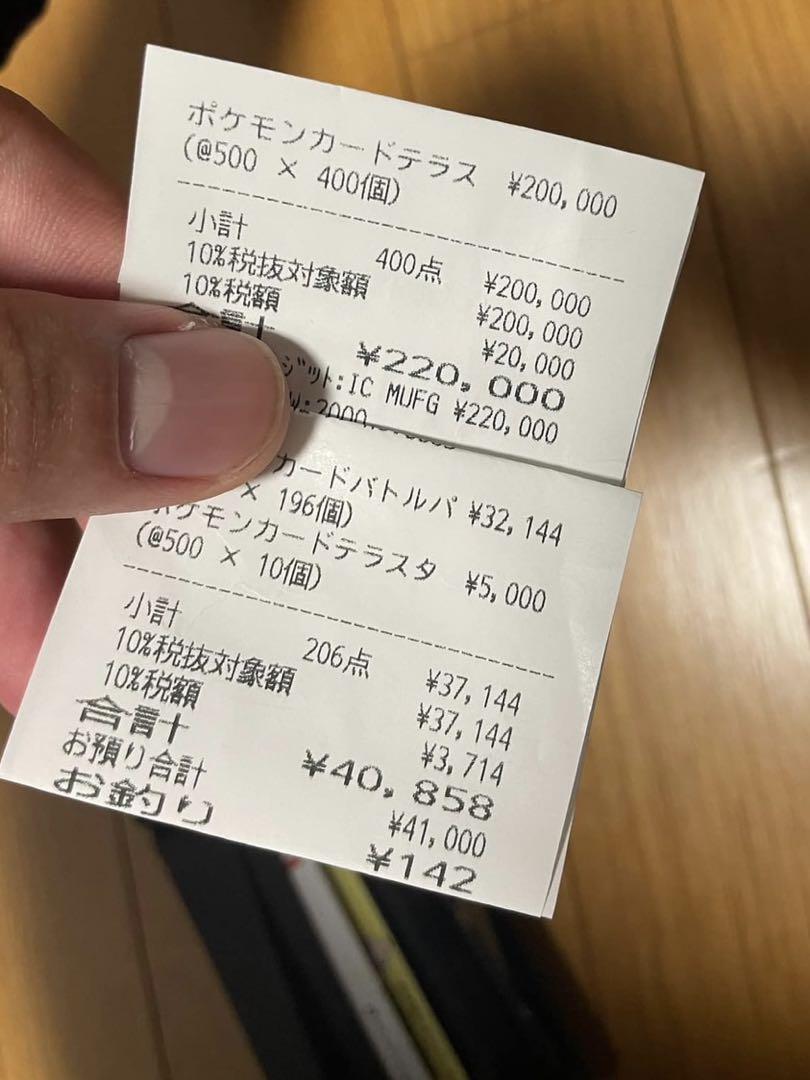 ポケモンカードテラス ¥200,000
(@500 × 400個)
小計 400点 ¥200,000
10%税抜対象額 ¥200,000
10%税額 ¥20,000
合計 ¥220,000
ジット:IC MUFG ¥220,000
カードバトルパ ¥32,144
× 196個)
ポケモンカードテラスタ ¥5,000
(@500 × 10個)
小計 206点 ¥37,144
10%税抜対象額 ¥37,144
10%税額 ¥3,714
合計 ¥40,858
お預り合計 ¥41,000
お釣り ¥142